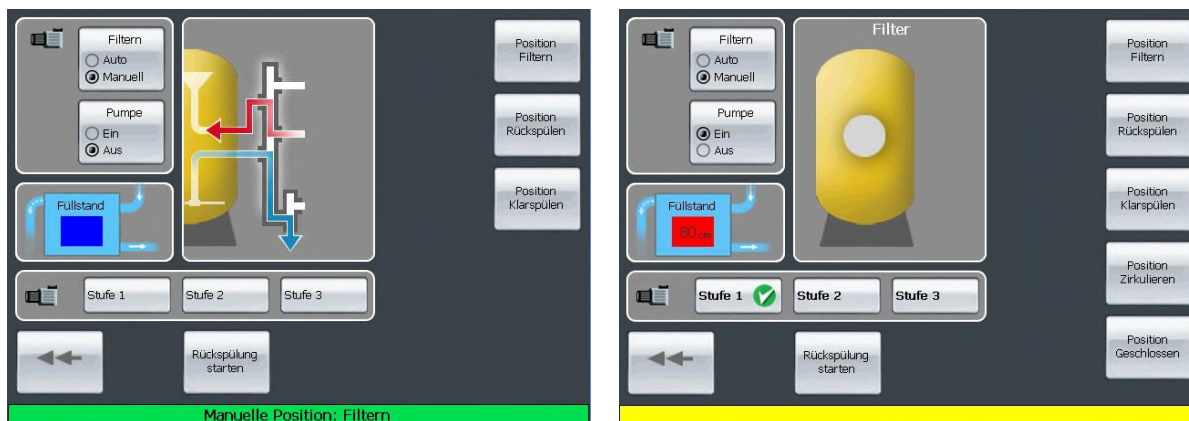 Filtern
Auto
Manuell
Pumpe
Ein
Aus
Füllstand
Position
Filtern
Position
Rückspülen
Position
Klarspülen
Stufe 1
Stufe 2
Stufe 3
Rückspülung
starten
Manuelle Position: Filtern
Filtern
Auto
Manuell
Pumpe
Ein
Aus
Filter
Füllstand
80 cm
Position
Filtern
Position
Rückspülen
Position
Klarspülen
Position
Zirkulieren
Position
Geschlossen
Stufe 1
Stufe 2
Stufe 3
Rückspülung
starten